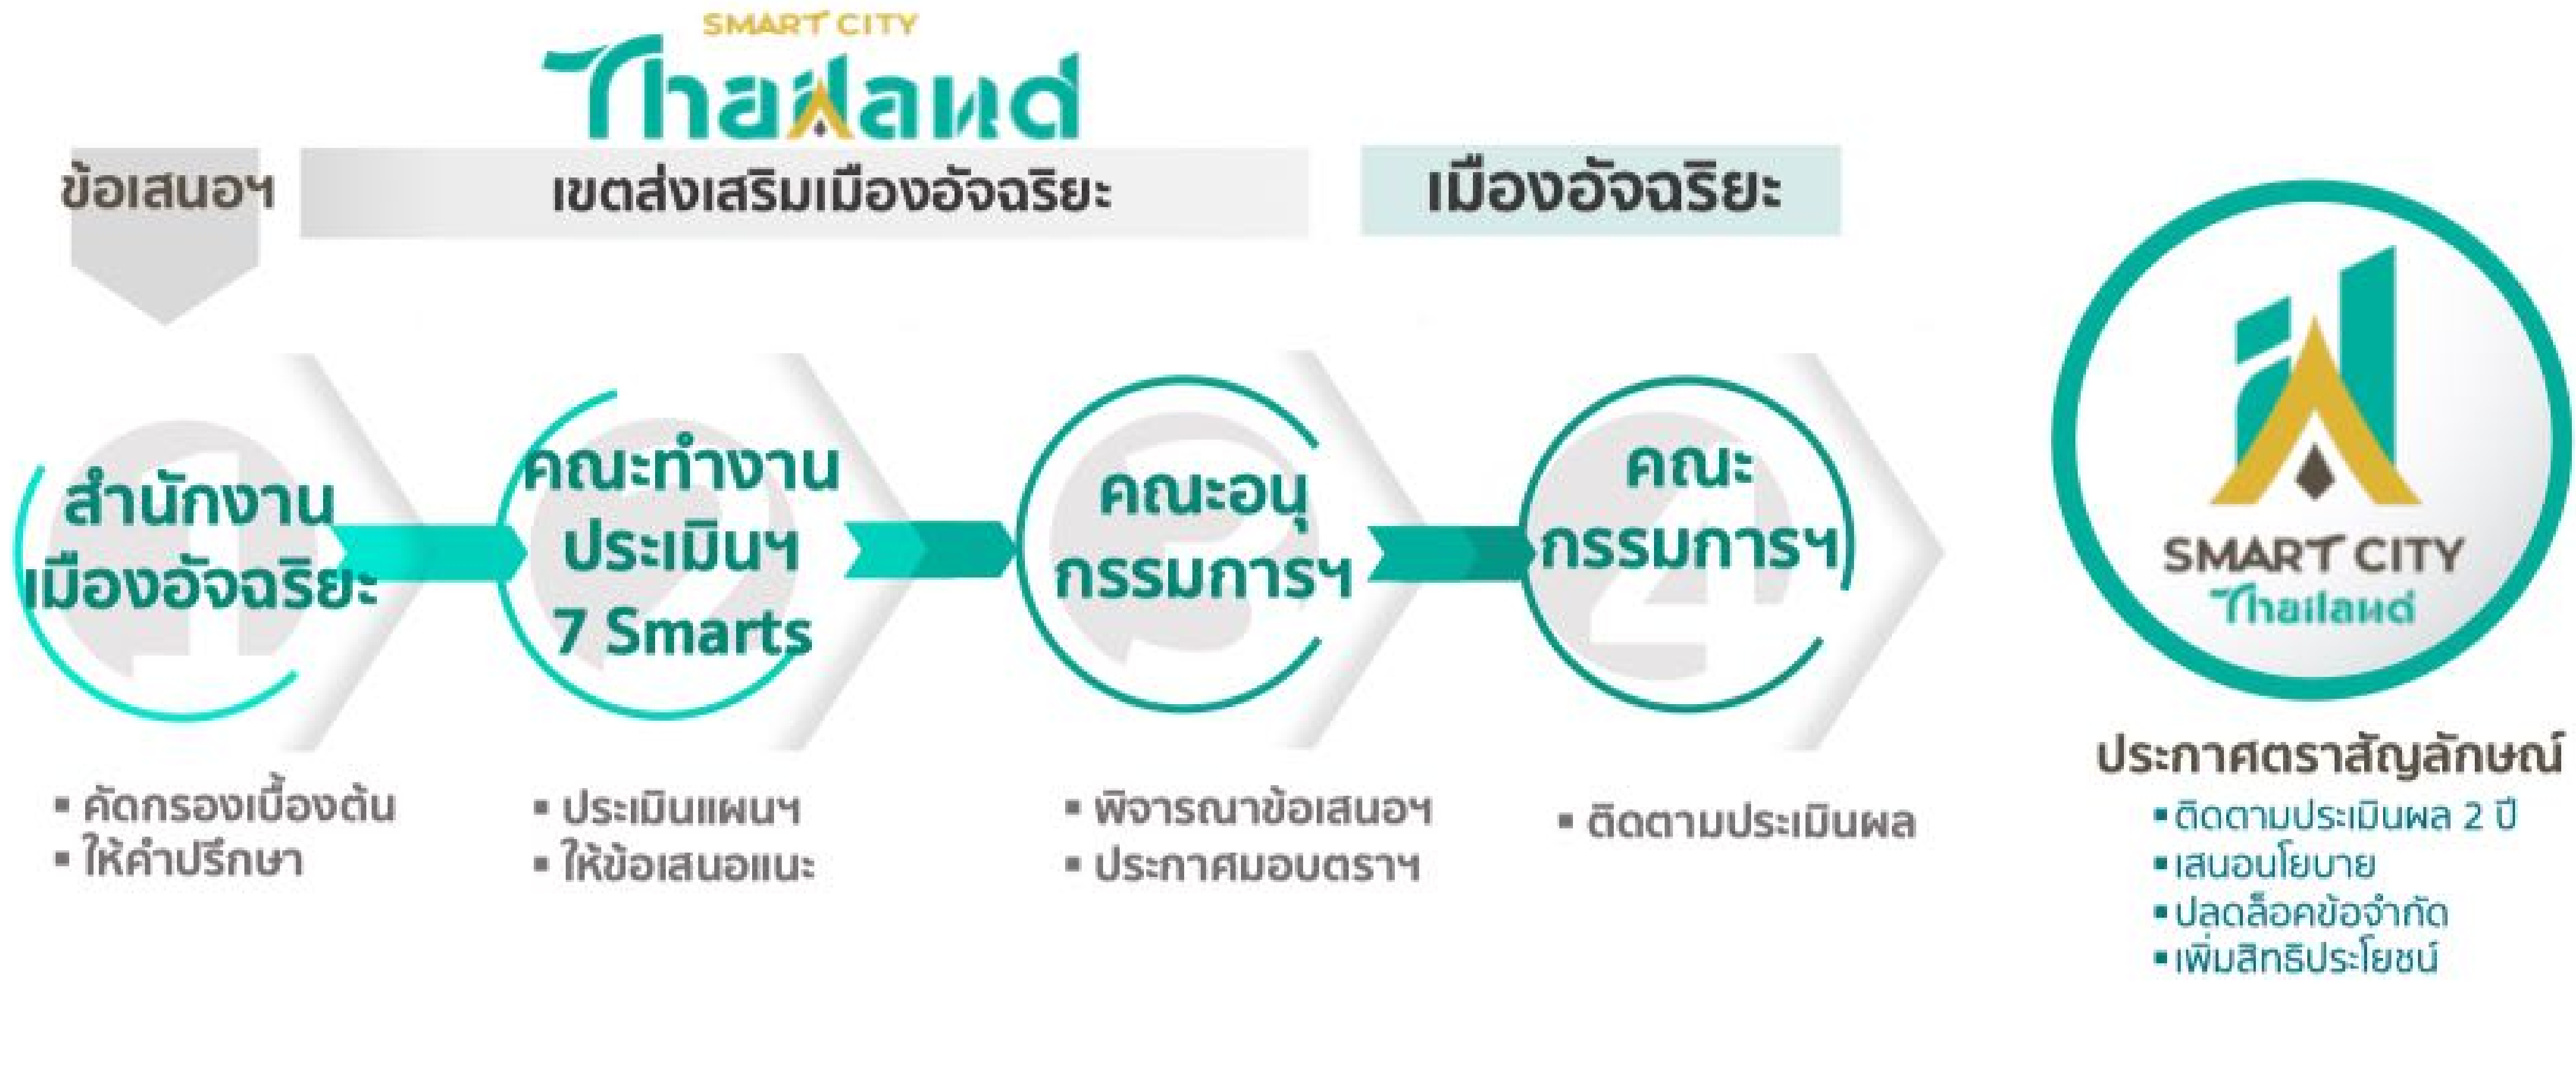 SMART CITY
Thailand
ข้อเสนอฯ
เขตส่งเสริมเมืองอัจฉริยะ
เมืองอัจฉริยะ
1
สำนักงาน
เมืองอัจฉริยะ
▪ คัดกรองเบื้องต้น
▪ ให้คำปรึกษา
2
คณะทำงาน
ประเมินฯ
7 Smarts
▪ ประเมินแผนฯ
▪ ให้ข้อเสนอแนะ
3
คณะอนุ
กรรมการฯ
▪ พิจารณาข้อเสนอฯ
▪ ประกาศมอบตราฯ
4
คณะ
กรรมการฯ
▪ ติดตามประเมินผล
SMART CITY
Thailand
ประกาศตราสัญลักษณ์
▪ ติดตามประเมินผล 2 ปี
▪ เสนอนโยบาย
▪ ปลดล็อคข้อจำกัด
▪ เพิ่มสิทธิประโยชน์